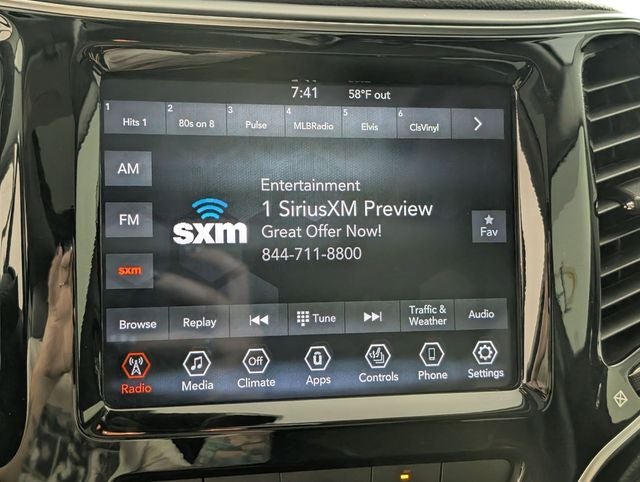 7:41 58°F out
1 Hits 1 2 80s on 8 3 Pulse 4 MLBRadio 5 Elvis 6 ClsVinyl
AM
Entertainment
1 SiriusXM Preview
FM
sxm
Great Offer Now!
Fav
844-711-8800
sxm
Browse Replay Tune Traffic & Weather Audio
Off
Radio Media Climate Apps Controls Phone Settings